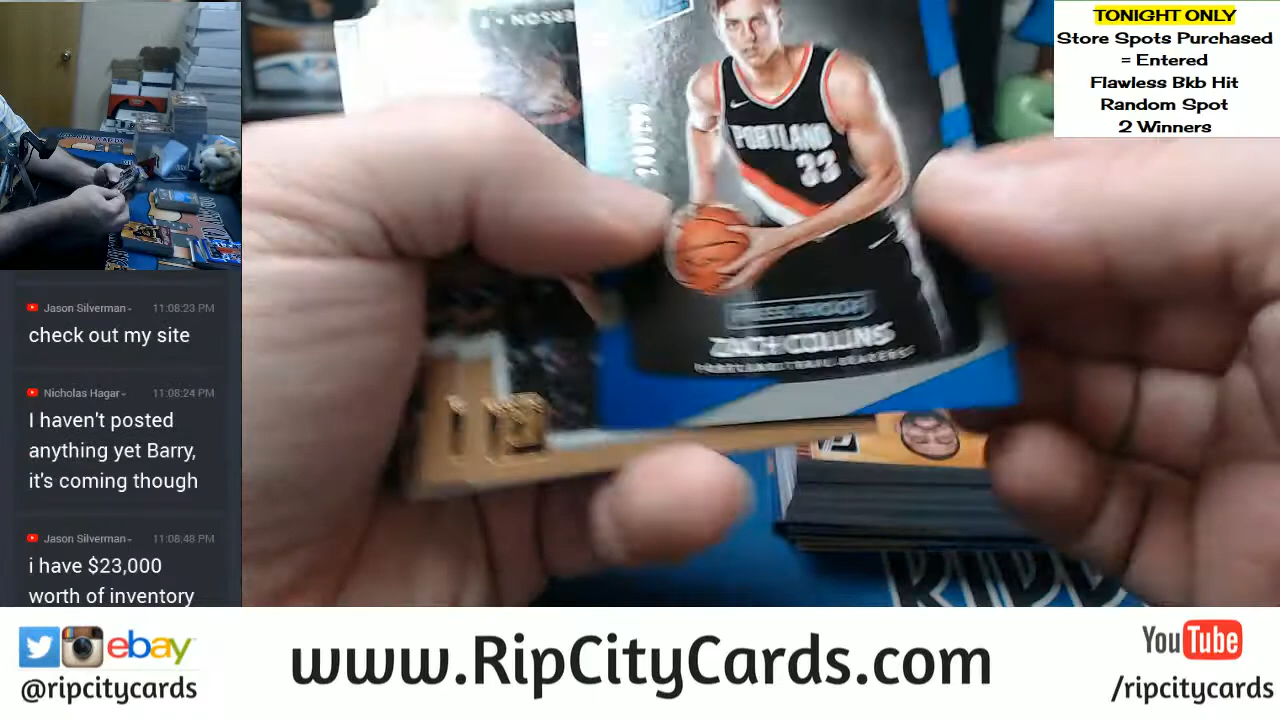 TONIGHT ONLY
Store Spots Purchased
= Entered
Flawless Bkb Hit
Random Spot
2 Winners
PORTLAND
33
PRESS PROOF
ZACH COLLINS
PORTLAND TRAIL BLAZERS
Jason Silverman 11:08:23 PM
check out my site
Nicholas Hagar 11:08:24 PM
I haven't posted
anything yet Barry,
it's coming though
Jason Silverman 11:08:48 PM
i have $23,000
worth of inventory
ebay
@ripcitycards
www.RipCityCards.com
YouTube
/ripcitycards